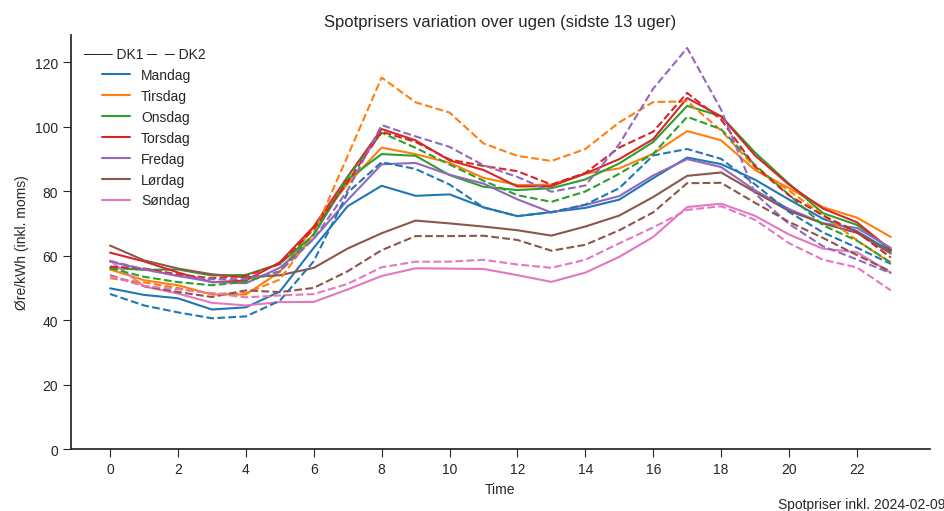 Spotprisers variation over ugen (sidste 13 uger)
DK1 DK2
Mandag
Tirsdag
Onsdag
Torsdag
Fredag
Lørdag
Søndag
Øre/kWh (inkl. moms)
120
100
80
60
40
20
0
0 2 4 6 8 10 12 14 16 18 20 22
Time
Spotpriser inkl. 2024-02-09